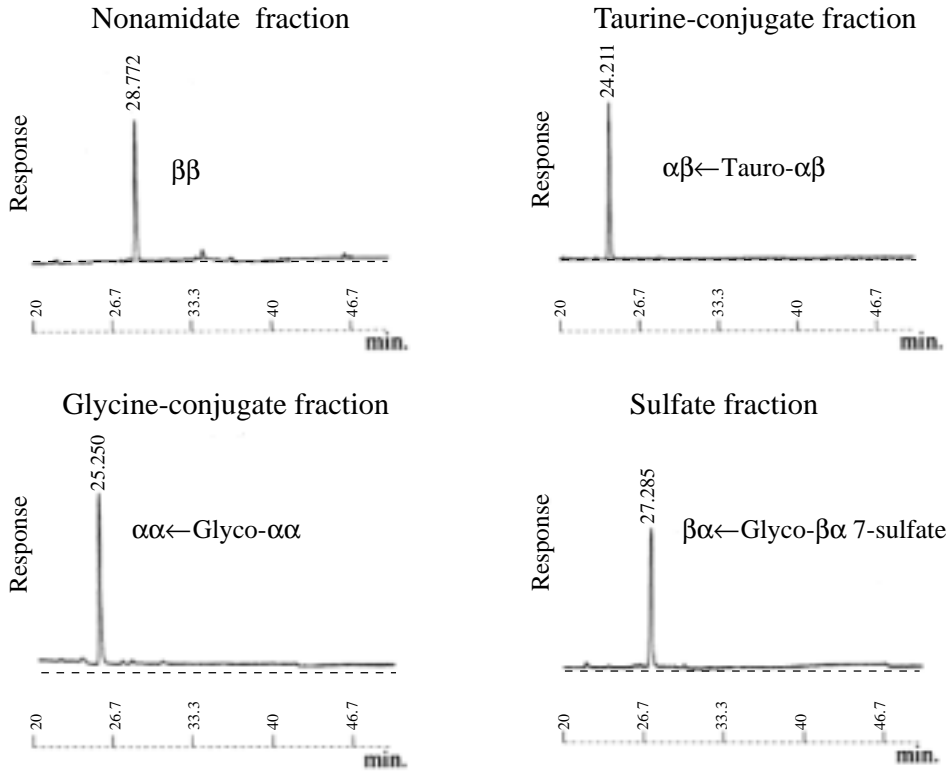 Nonamidate fraction
28.772
Response
ββ
20 26.7 33.3 40 46.7
min.
Taurine-conjugate fraction
24.211
Response
αβ←Tauro-αβ
20 26.7 33.3 40 46.7
min.
Glycine-conjugate fraction
25.250
Response
αα←Glyco-αα
20 26.7 33.3 40 46.7
min.
Sulfate fraction
27.285
Response
βα←Glyco-βα 7-sulfate
20 26.7 33.3 40 46.7
min.